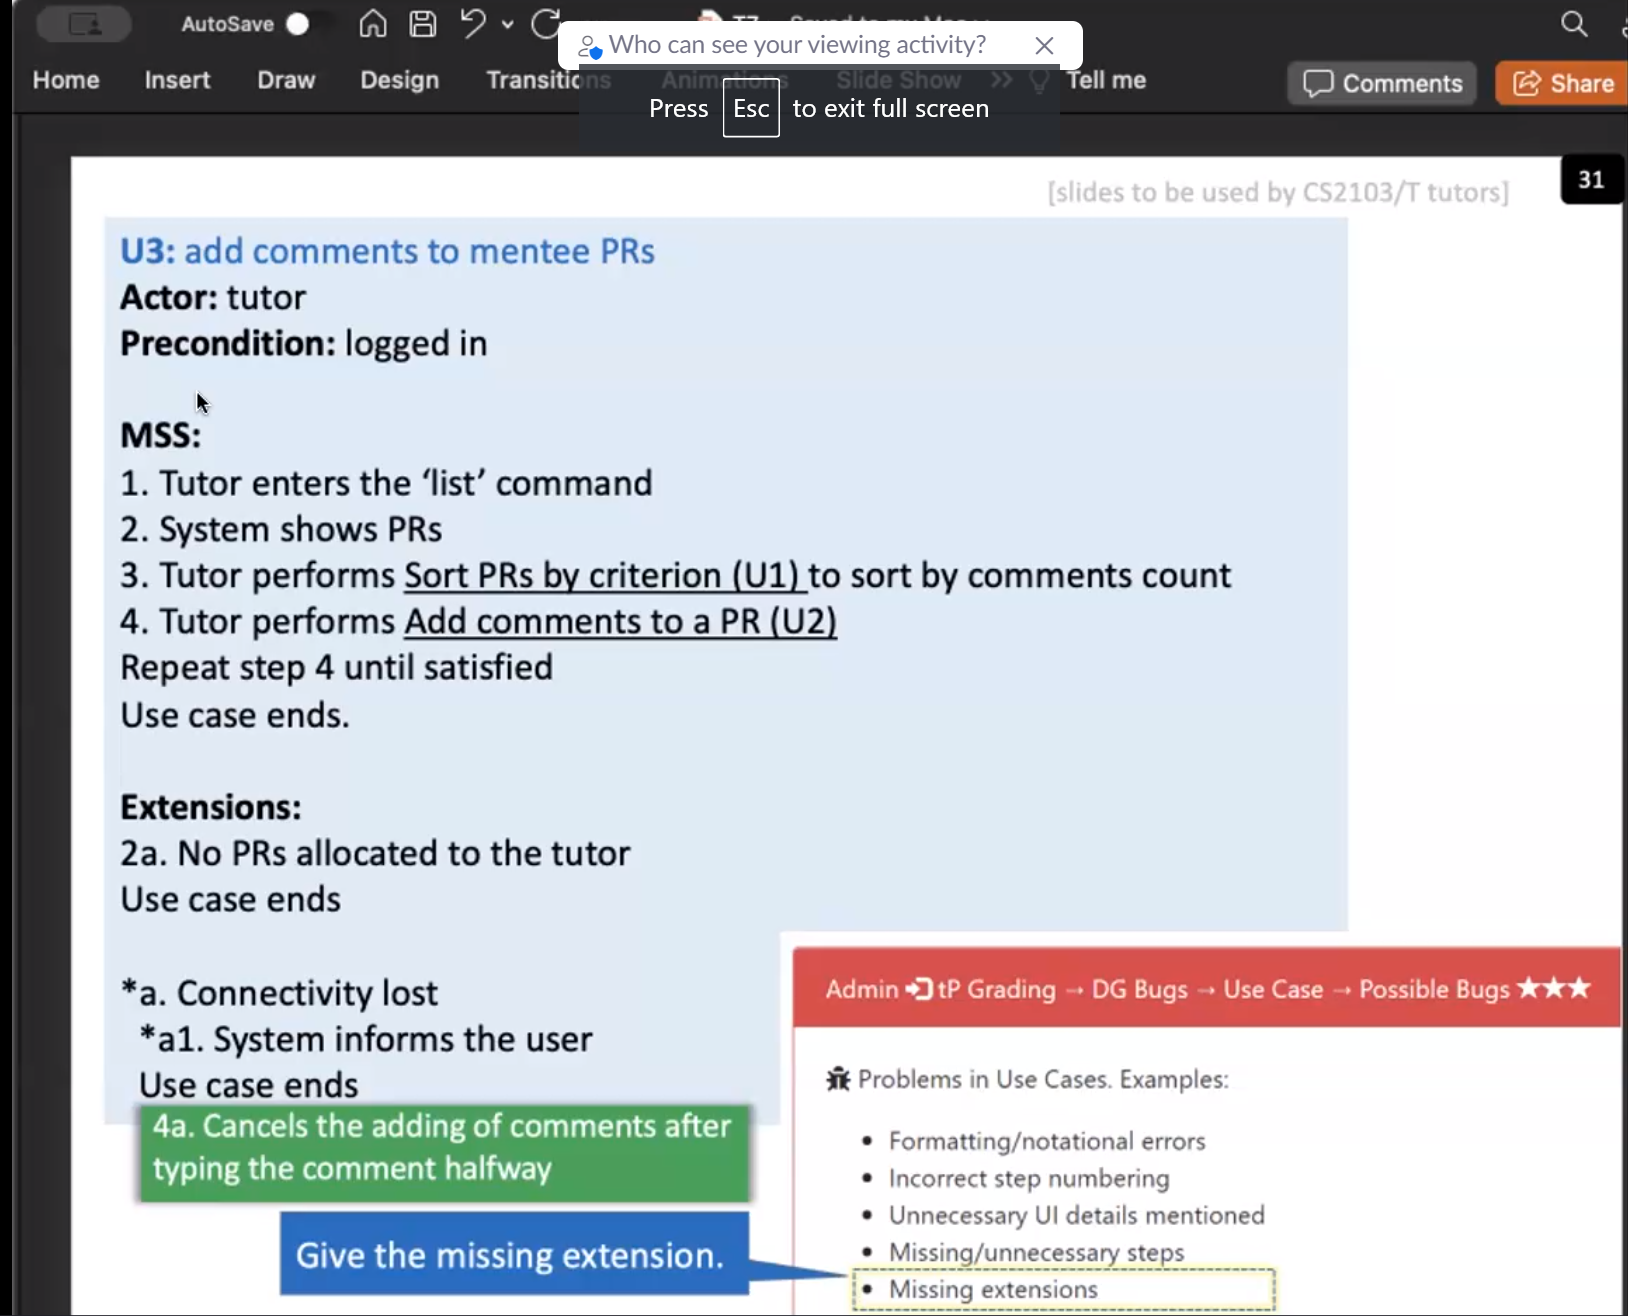 AutoSave
Who can see your viewing activity?
Home Insert Draw Design Transitions Animations Slide Show Tell me Comments Share
Press Esc to exit full screen
[slides to be used by CS2103/T tutors]
31
U3: add comments to mentee PRs
Actor: tutor
Precondition: logged in
MSS:
1. Tutor enters the ‘list’ command
2. System shows PRs
3. Tutor performs Sort PRs by criterion (U1) to sort by comments count
4. Tutor performs Add comments to a PR (U2)
Repeat step 4 until satisfied
Use case ends.
Extensions:
2a. No PRs allocated to the tutor
Use case ends
*a. Connectivity lost
*a1. System informs the user
Use case ends
4a. Cancels the adding of comments after
typing the comment halfway
Give the missing extension.
Admin tP Grading → DG Bugs → Use Case → Possible Bugs ★★★
Problems in Use Cases. Examples:
• Formatting/notational errors
• Incorrect step numbering
• Unnecessary UI details mentioned
• Missing/unnecessary steps
• Missing extensions